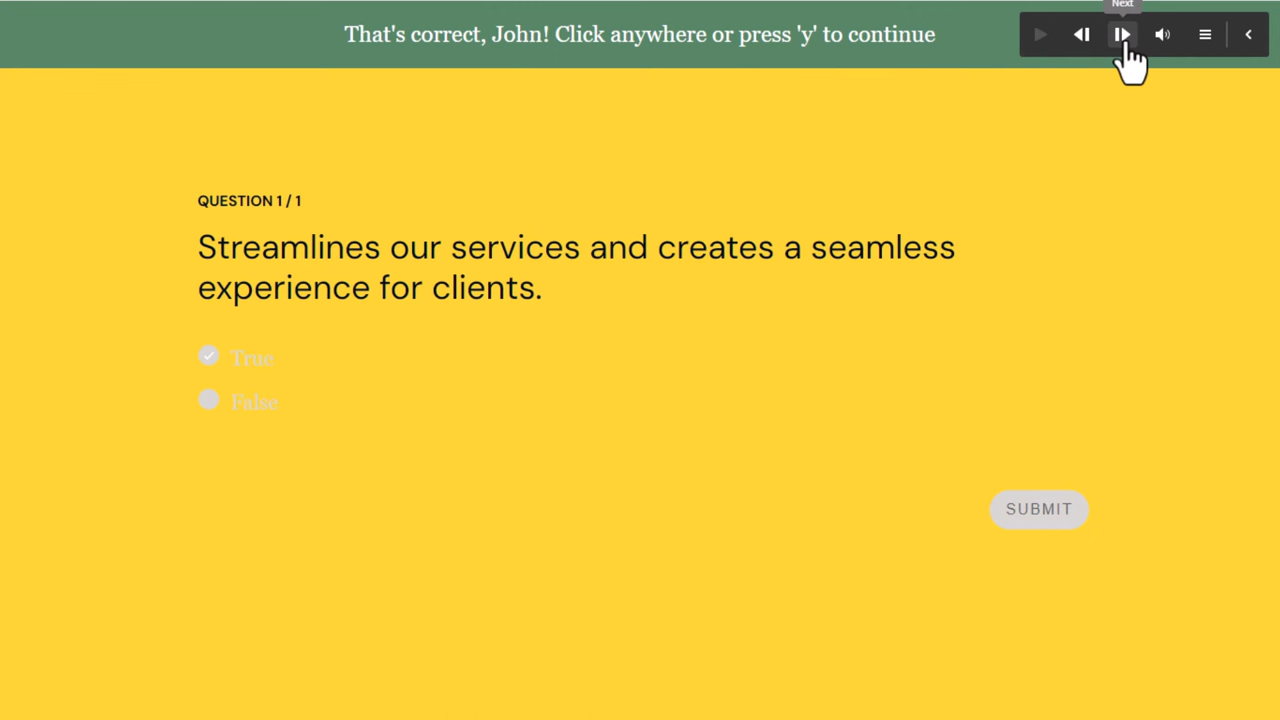 Next
That's correct, John! Click anywhere or press 'y' to continue
QUESTION 1 / 1
Streamlines our services and creates a seamless
experience for clients.
True
False
SUBMIT